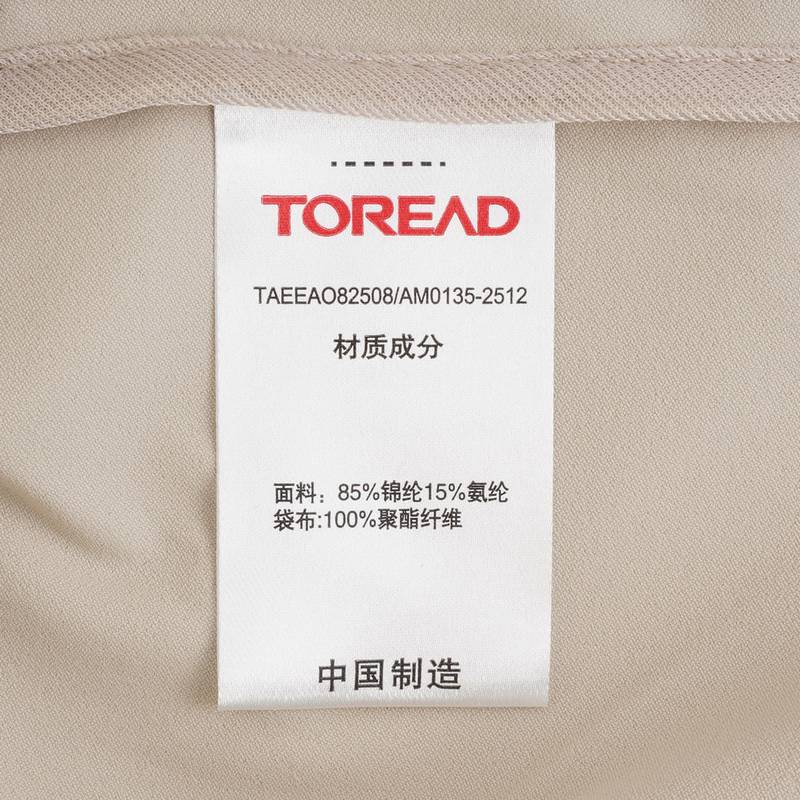 TOREAD
TAEEAO82508/AM0135-2512
材质成分
面料：85%锦纶15%氨纶
袋布:100%聚酯纤维
中国制造